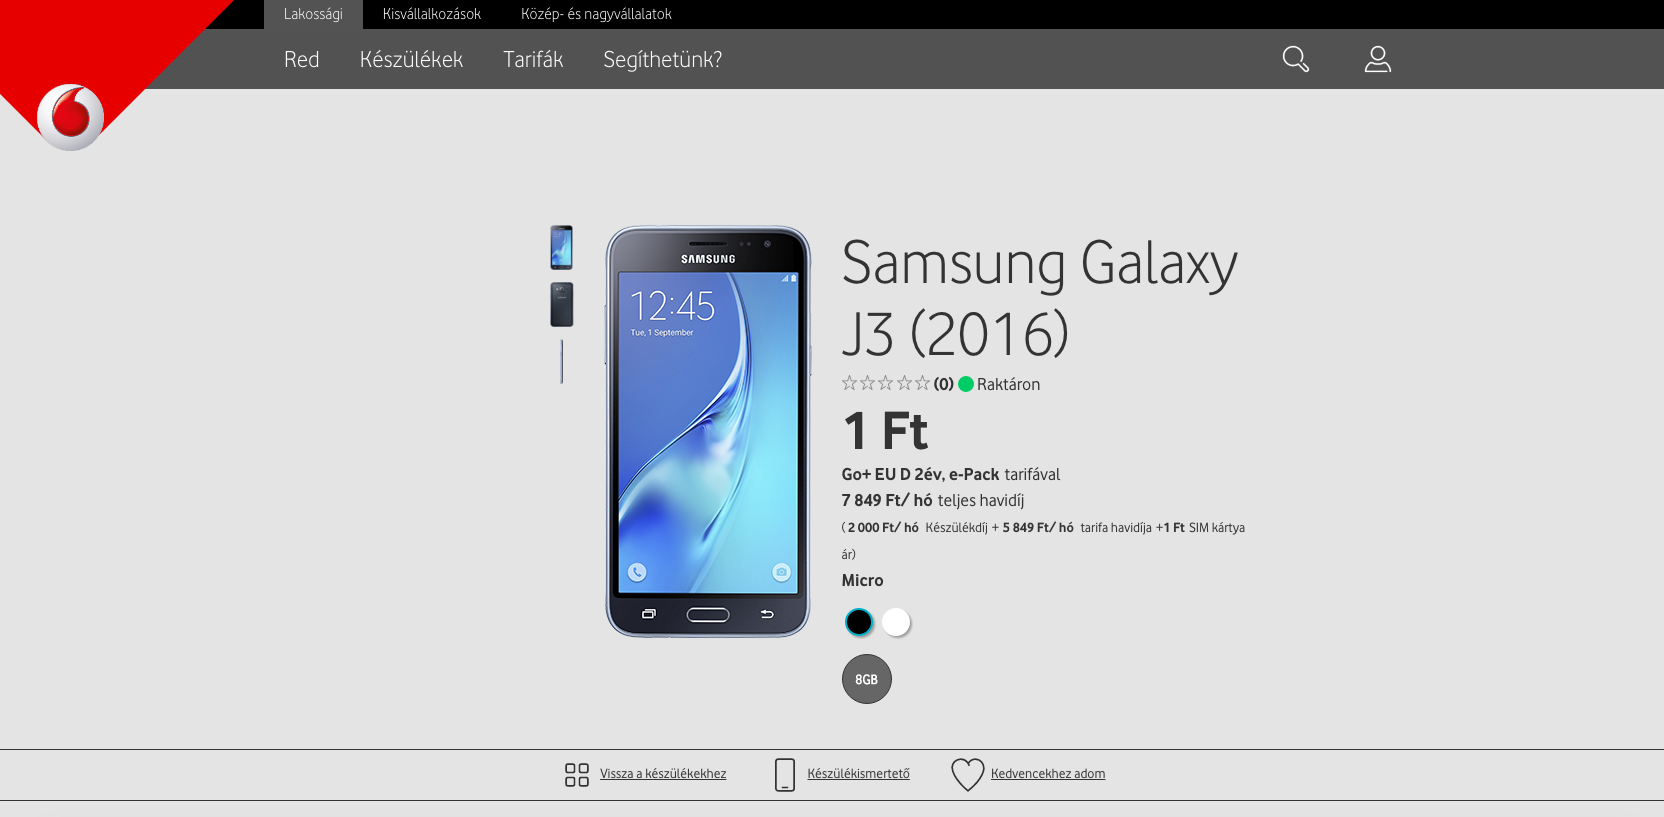 Lakossági Kisvállalkozások Közép- és nagyvállalatok
Red Készülékek Tarifák Segíthetünk?
SAMSUNG
12:45
Tue, 1 September
Samsung Galaxy
J3 (2016)
(0) Raktáron
1 Ft
Go+ EU D 2év, e-Pack tarifával
7 849 Ft/ hó teljes havidíj
( 2 000 Ft/ hó Készülékdíj + 5 849 Ft/ hó tarifa havidíja +1 Ft SIM kártya
ár)
Micro
8GB
Vissza a készülékekhez Készülékismertető Kedvencekhez adom